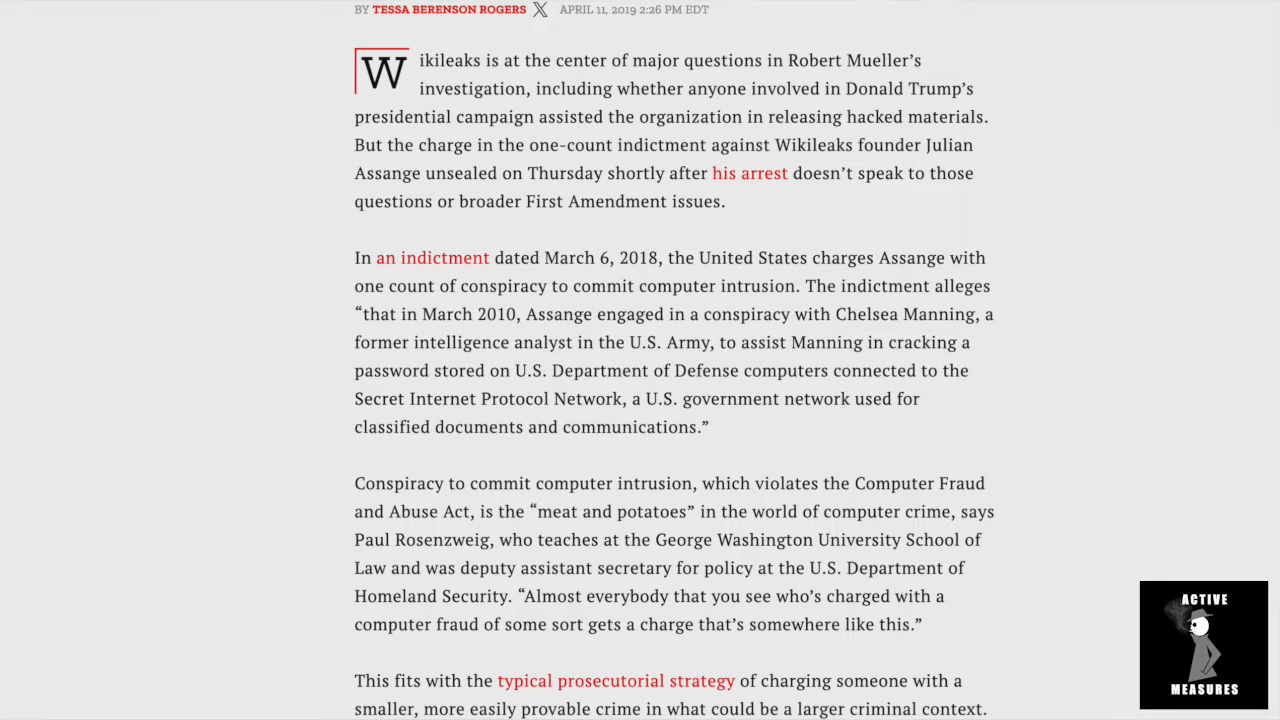 BY TESSA BERENSON ROGERS X APRIL 11, 2019 2:26 PM EDT
Wikileaks is at the center of major questions in Robert Mueller’s
investigation, including whether anyone involved in Donald Trump’s
presidential campaign assisted the organization in releasing hacked materials.
But the charge in the one-count indictment against Wikileaks founder Julian
Assange unsealed on Thursday shortly after his arrest doesn’t speak to those
questions or broader First Amendment issues.
In an indictment dated March 6, 2018, the United States charges Assange with
one count of conspiracy to commit computer intrusion. The indictment alleges
“that in March 2010, Assange engaged in a conspiracy with Chelsea Manning, a
former intelligence analyst in the U.S. Army, to assist Manning in cracking a
password stored on U.S. Department of Defense computers connected to the
Secret Internet Protocol Network, a U.S. government network used for
classified documents and communications.”
Conspiracy to commit computer intrusion, which violates the Computer Fraud
and Abuse Act, is the “meat and potatoes” in the world of computer crime, says
Paul Rosenzweig, who teaches at the George Washington University School of
Law and was deputy assistant secretary for policy at the U.S. Department of
Homeland Security. “Almost everybody that you see who’s charged with a
computer fraud of some sort gets a charge that’s somewhere like this.”
This fits with the typical prosecutorial strategy of charging someone with a
smaller, more easily provable crime in what could be a larger criminal context.
ACTIVE
MEASURES